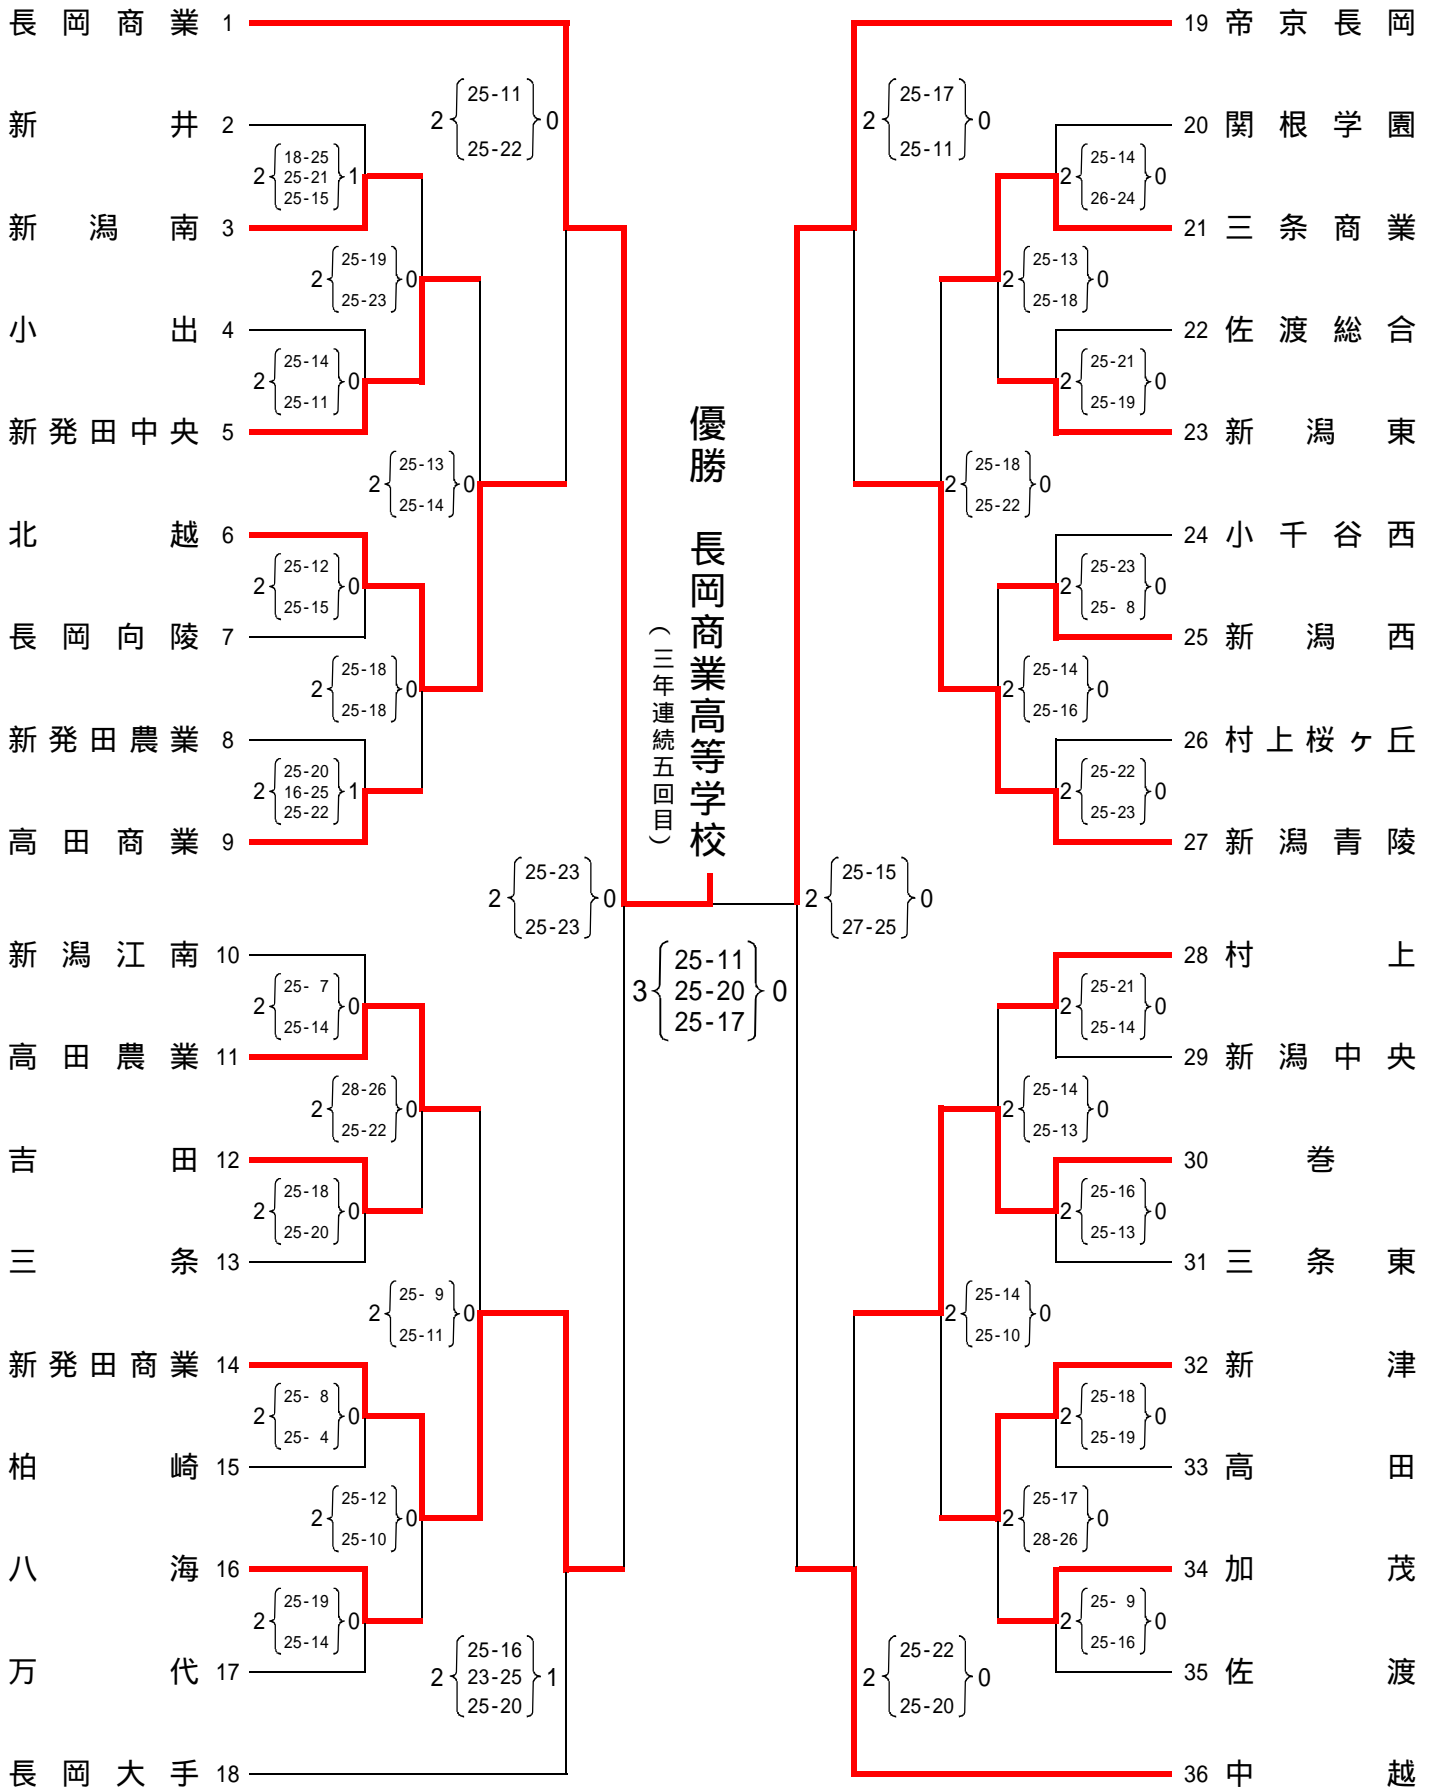 長岡商業 1
新井 2
新潟南 3
小出 4
新発田中央 5
北越 6
長岡向陵 7
新発田農業 8
高田商業 9
新潟江南 10
高田農業 11
吉田 12
三条 13
新発田商業 14
柏崎 15
八海 16
万代 17
長岡大手 18
2 { 18-25 25-21 25-15 } 1
2 { 25-14 25-11 } 0
2 { 25-12 25-15 } 0
2 { 25-20 16-25 25-22 } 1
2 { 25- 7 25-14 } 0
2 { 25-18 25-20 } 0
2 { 25- 8 25- 4 } 0
2 { 25-19 25-14 } 0
2 { 25-19 25-23 } 0
2 { 25-18 25-18 } 0
2 { 28-26 25-22 } 0
2 { 25-12 25-10 } 0
2 { 25-13 25-14 } 0
2 { 25- 9 25-11 } 0
2 { 25-11 25-22 } 0
2 { 25-16 23-25 25-20 } 1
2 { 25-23 25-23 } 0
優勝 長岡商業高等学校
(三年連続五回目)
3 { 25-11 25-20 25-17 } 0
2 { 25-15 27-25 } 0
2 { 25-17 25-11 } 0
2 { 25-22 25-20 } 0
2 { 25-18 25-22 } 0
2 { 25-14 25-10 } 0
2 { 25-13 25-18 } 0
2 { 25-14 25-16 } 0
2 { 25-14 25-13 } 0
2 { 25-17 28-26 } 0
2 { 25-14 26-24 } 0
2 { 25-21 25-19 } 0
2 { 25-23 25- 8 } 0
2 { 25-22 25-23 } 0
2 { 25-21 25-14 } 0
2 { 25-16 25-13 } 0
2 { 25-18 25-19 } 0
2 { 25- 9 25-16 } 0
19 帝京長岡
20 関根学園
21 三条商業
22 佐渡総合
23 新潟東
24 小千谷西
25 新潟西
26 村上桜ヶ丘
27 新潟青陵
28 村上
29 新潟中央
30 巻
31 三条東
32 新津
33 高田
34 加茂
35 佐渡
36 中越